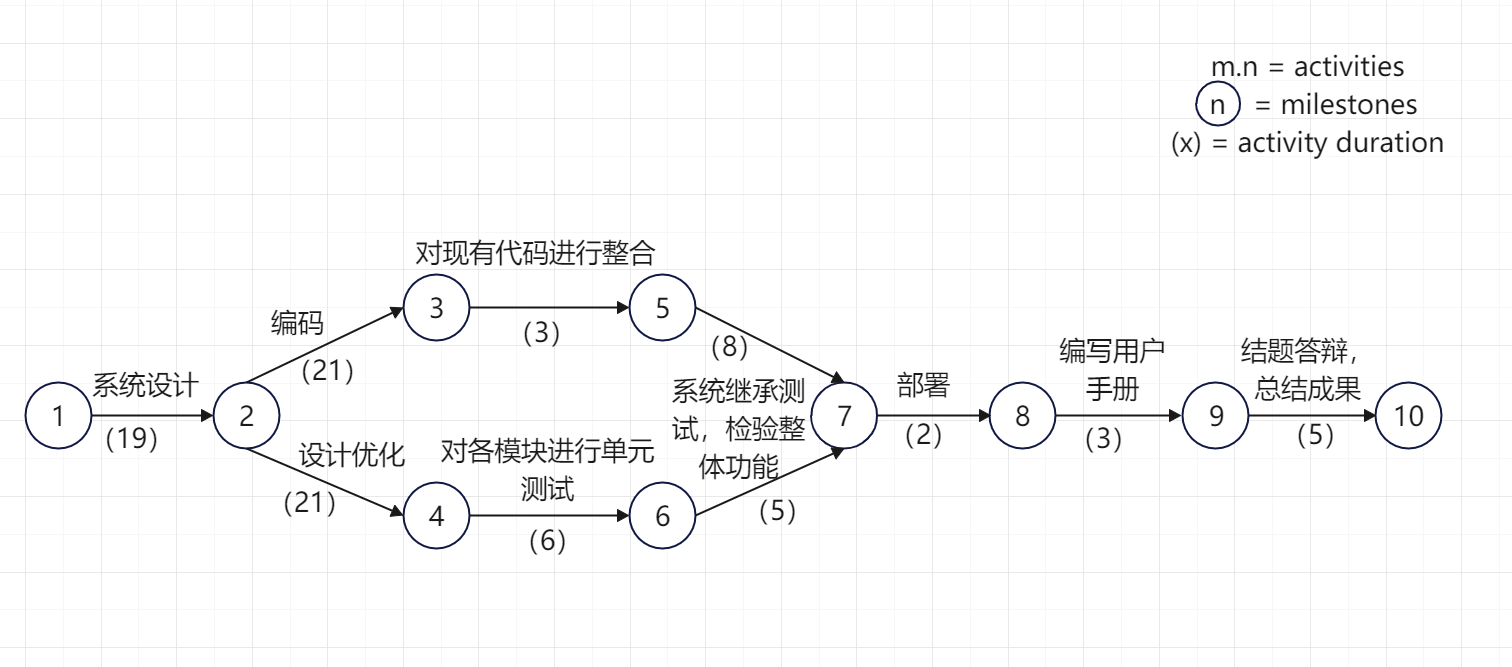 m.n = activities
n = milestones
(x) = activity duration
对现有代码进行整合
3
5
(3)
编码
(21)
(8)
系统设计
1
2
(19)
设计优化
(21)
对各模块进行单元
测试
4
6
(6)
系统继承测
试，检验整
体功能
(5)
7
部署
(2)
8
编写用户
手册
(3)
9
结题答辩，
总结成果
(5)
10